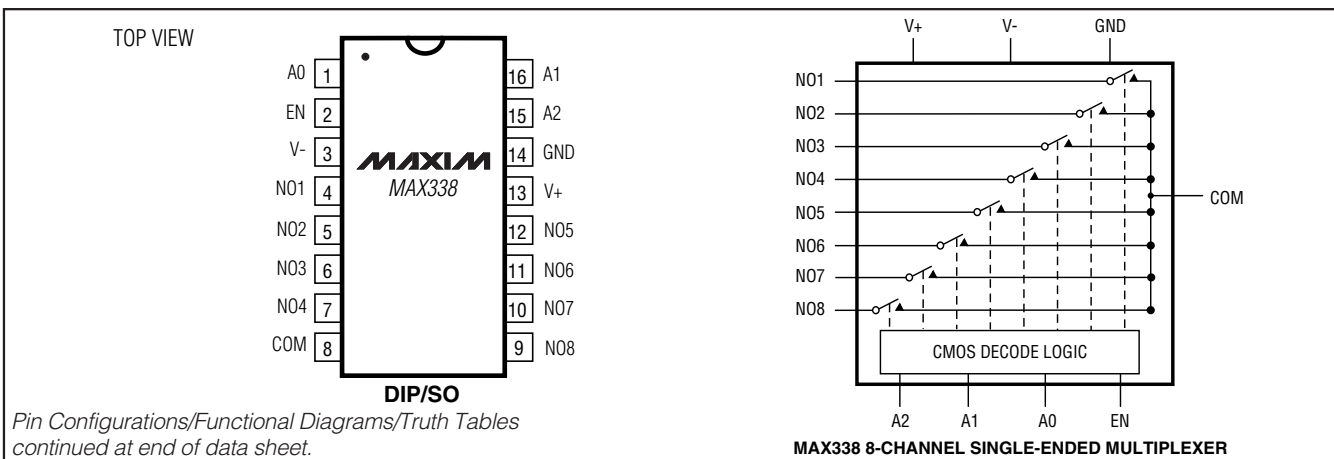 TOP VIEW
A0 1
EN 2
V- 3
NO1 4
NO2 5
NO3 6
NO4 7
COM 8
MAXIM
MAX338
16 A1
15 A2
14 GND
13 V+
12 NO5
11 NO6
10 NO7
9 NO8
DIP/SO
Pin Configurations/Functional Diagrams/Truth Tables
continued at end of data sheet.
V+ V- GND
NO1
NO2
NO3
NO4
NO5
NO6
NO7
NO8
COM
CMOS DECODE LOGIC
A2 A1 A0 EN
MAX338 8-CHANNEL SINGLE-ENDED MULTIPLEXER